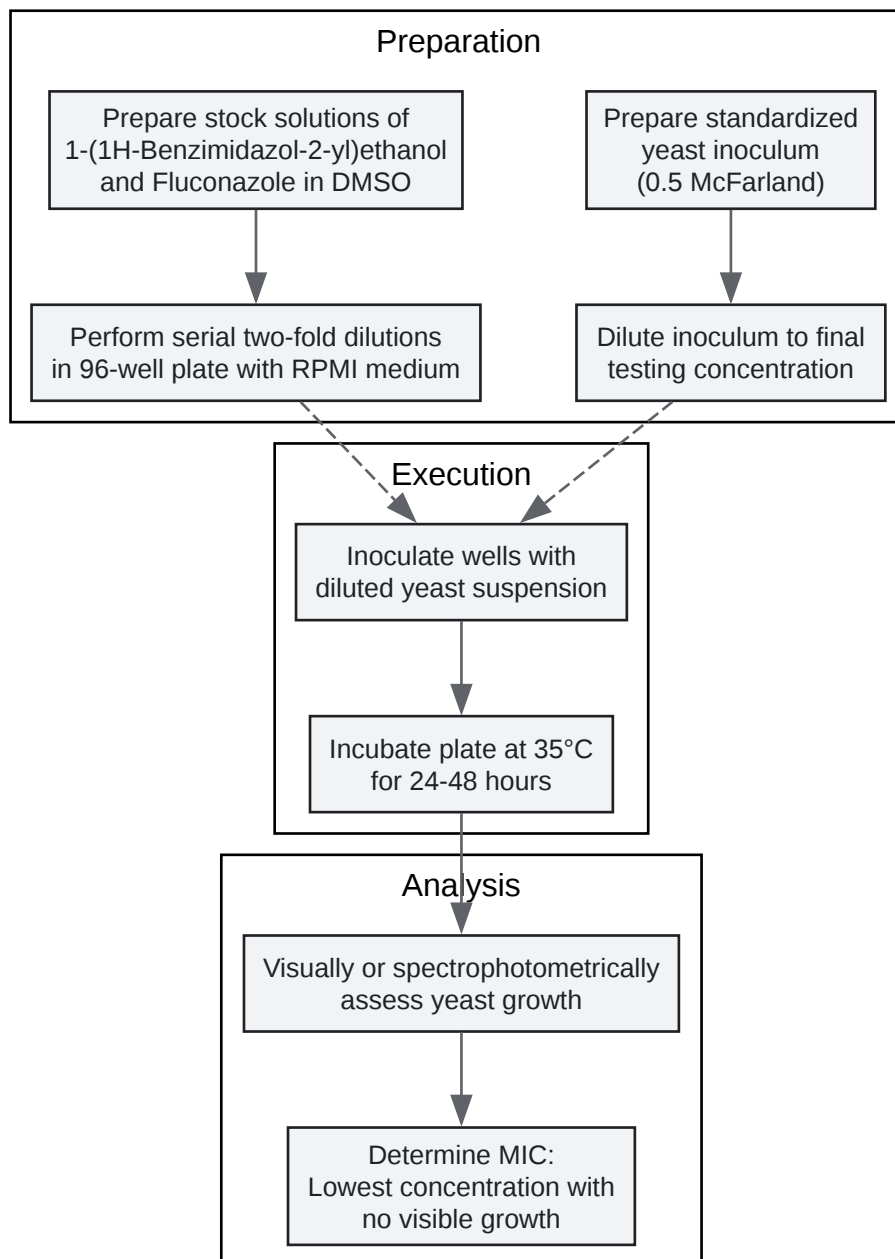 Preparation
Prepare stock solutions of
1-(1H-Benzimidazol-2-yl)ethanol
and Fluconazole in DMSO
Prepare standardized
yeast inoculum
(0.5 McFarland)
Perform serial two-fold dilutions
in 96-well plate with RPMI medium
Dilute inoculum to final
testing concentration
Execution
Inoculate wells with
diluted yeast suspension
Incubate plate at 35°C
for 24-48 hours
Analysis
Visually or spectrophotometrically
assess yeast growth
Determine MIC:
Lowest concentration with
no visible growth